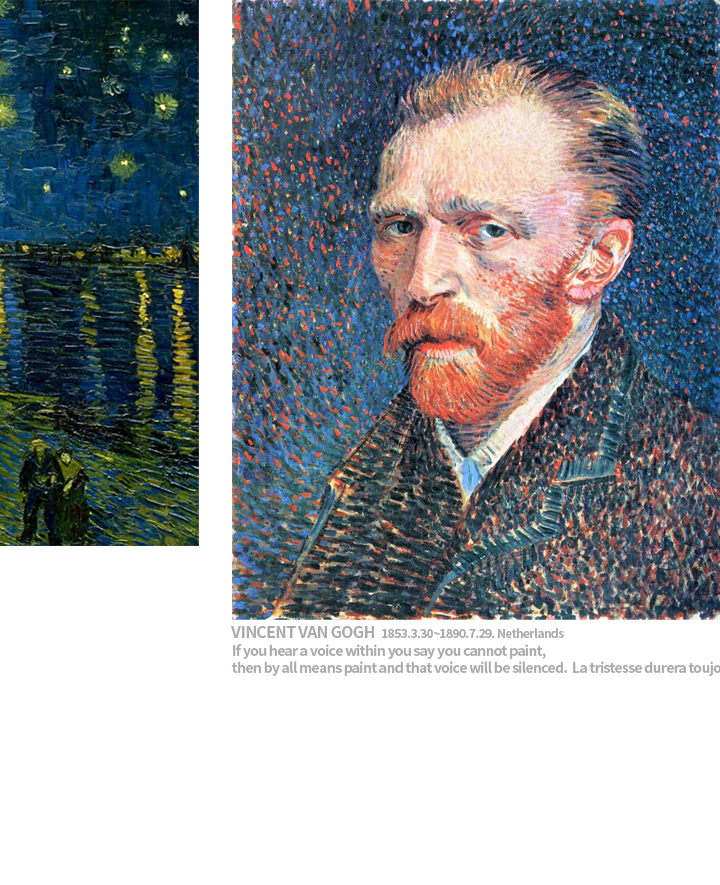 VINCENT VAN GOGH 1853.3.30~1890.7.29. Netherlands
If you hear a voice within you say you cannot paint,
then by all means paint and that voice will be silenced. La tristesse durera toujo